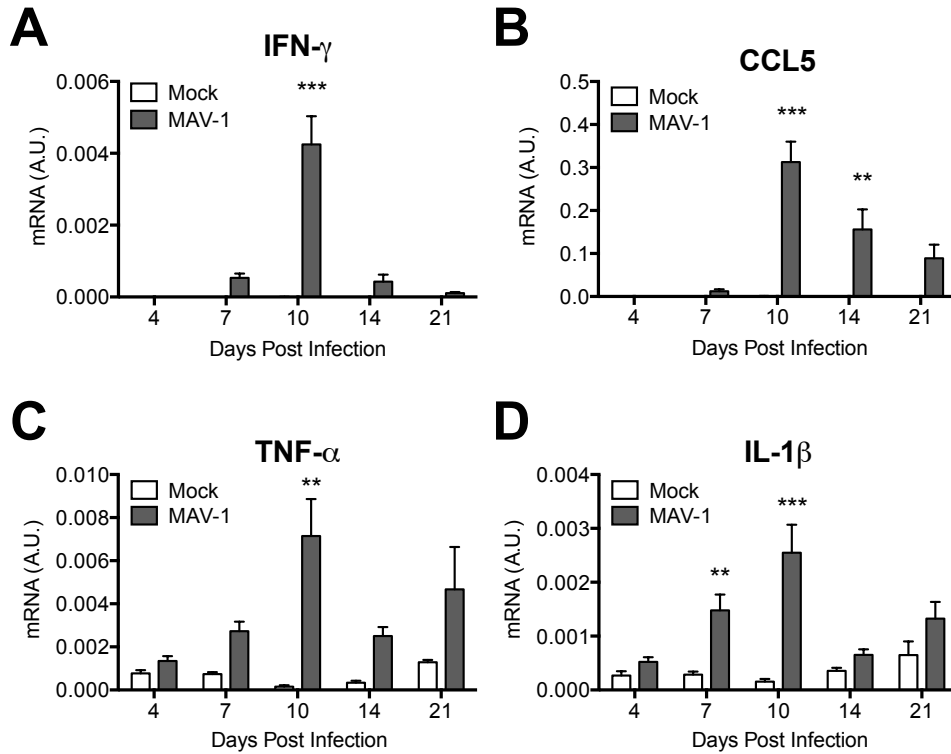 A
IFN-γ
Mock
MAV-1
***
mRNA (A.U.)
0.006
0.004
0.002
0.000
4 7 10 14 21
Days Post Infection
B
CCL5
Mock
MAV-1
***
**
mRNA (A.U.)
0.5
0.4
0.3
0.2
0.1
0.0
4 7 10 14 21
Days Post Infection
C
TNF-α
Mock
MAV-1
**
mRNA (A.U.)
0.010
0.008
0.006
0.004
0.002
0.000
4 7 10 14 21
Days Post Infection
D
IL-1β
Mock
MAV-1
**
***
mRNA (A.U.)
0.004
0.003
0.002
0.001
0.000
4 7 10 14 21
Days Post Infection